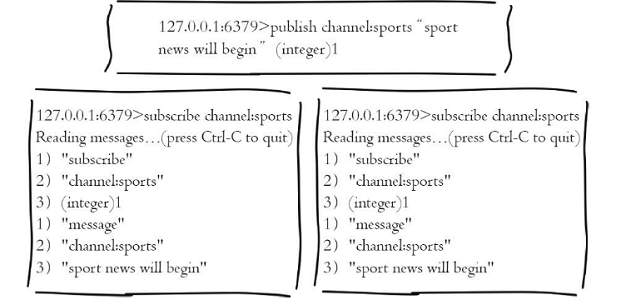 127.0.0.1:6379>publish channel:sports “sport
news will begin” (integer)1
127.0.0.1:6379>subscribe channel:sports
Reading messages…(press Ctrl-C to quit)
1) "subscribe"
2) "channel:sports"
3) (integer)1
1) "message"
2) "channel:sports"
3) "sport news will begin"
127.0.0.1:6379>subscribe channel:sports
Reading messages…(press Ctrl-C to quit)
1) "subscribe"
2) "channel:sports"
3) (integer)1
1) "message"
2) "channel:sports"
3) "sport news will begin"